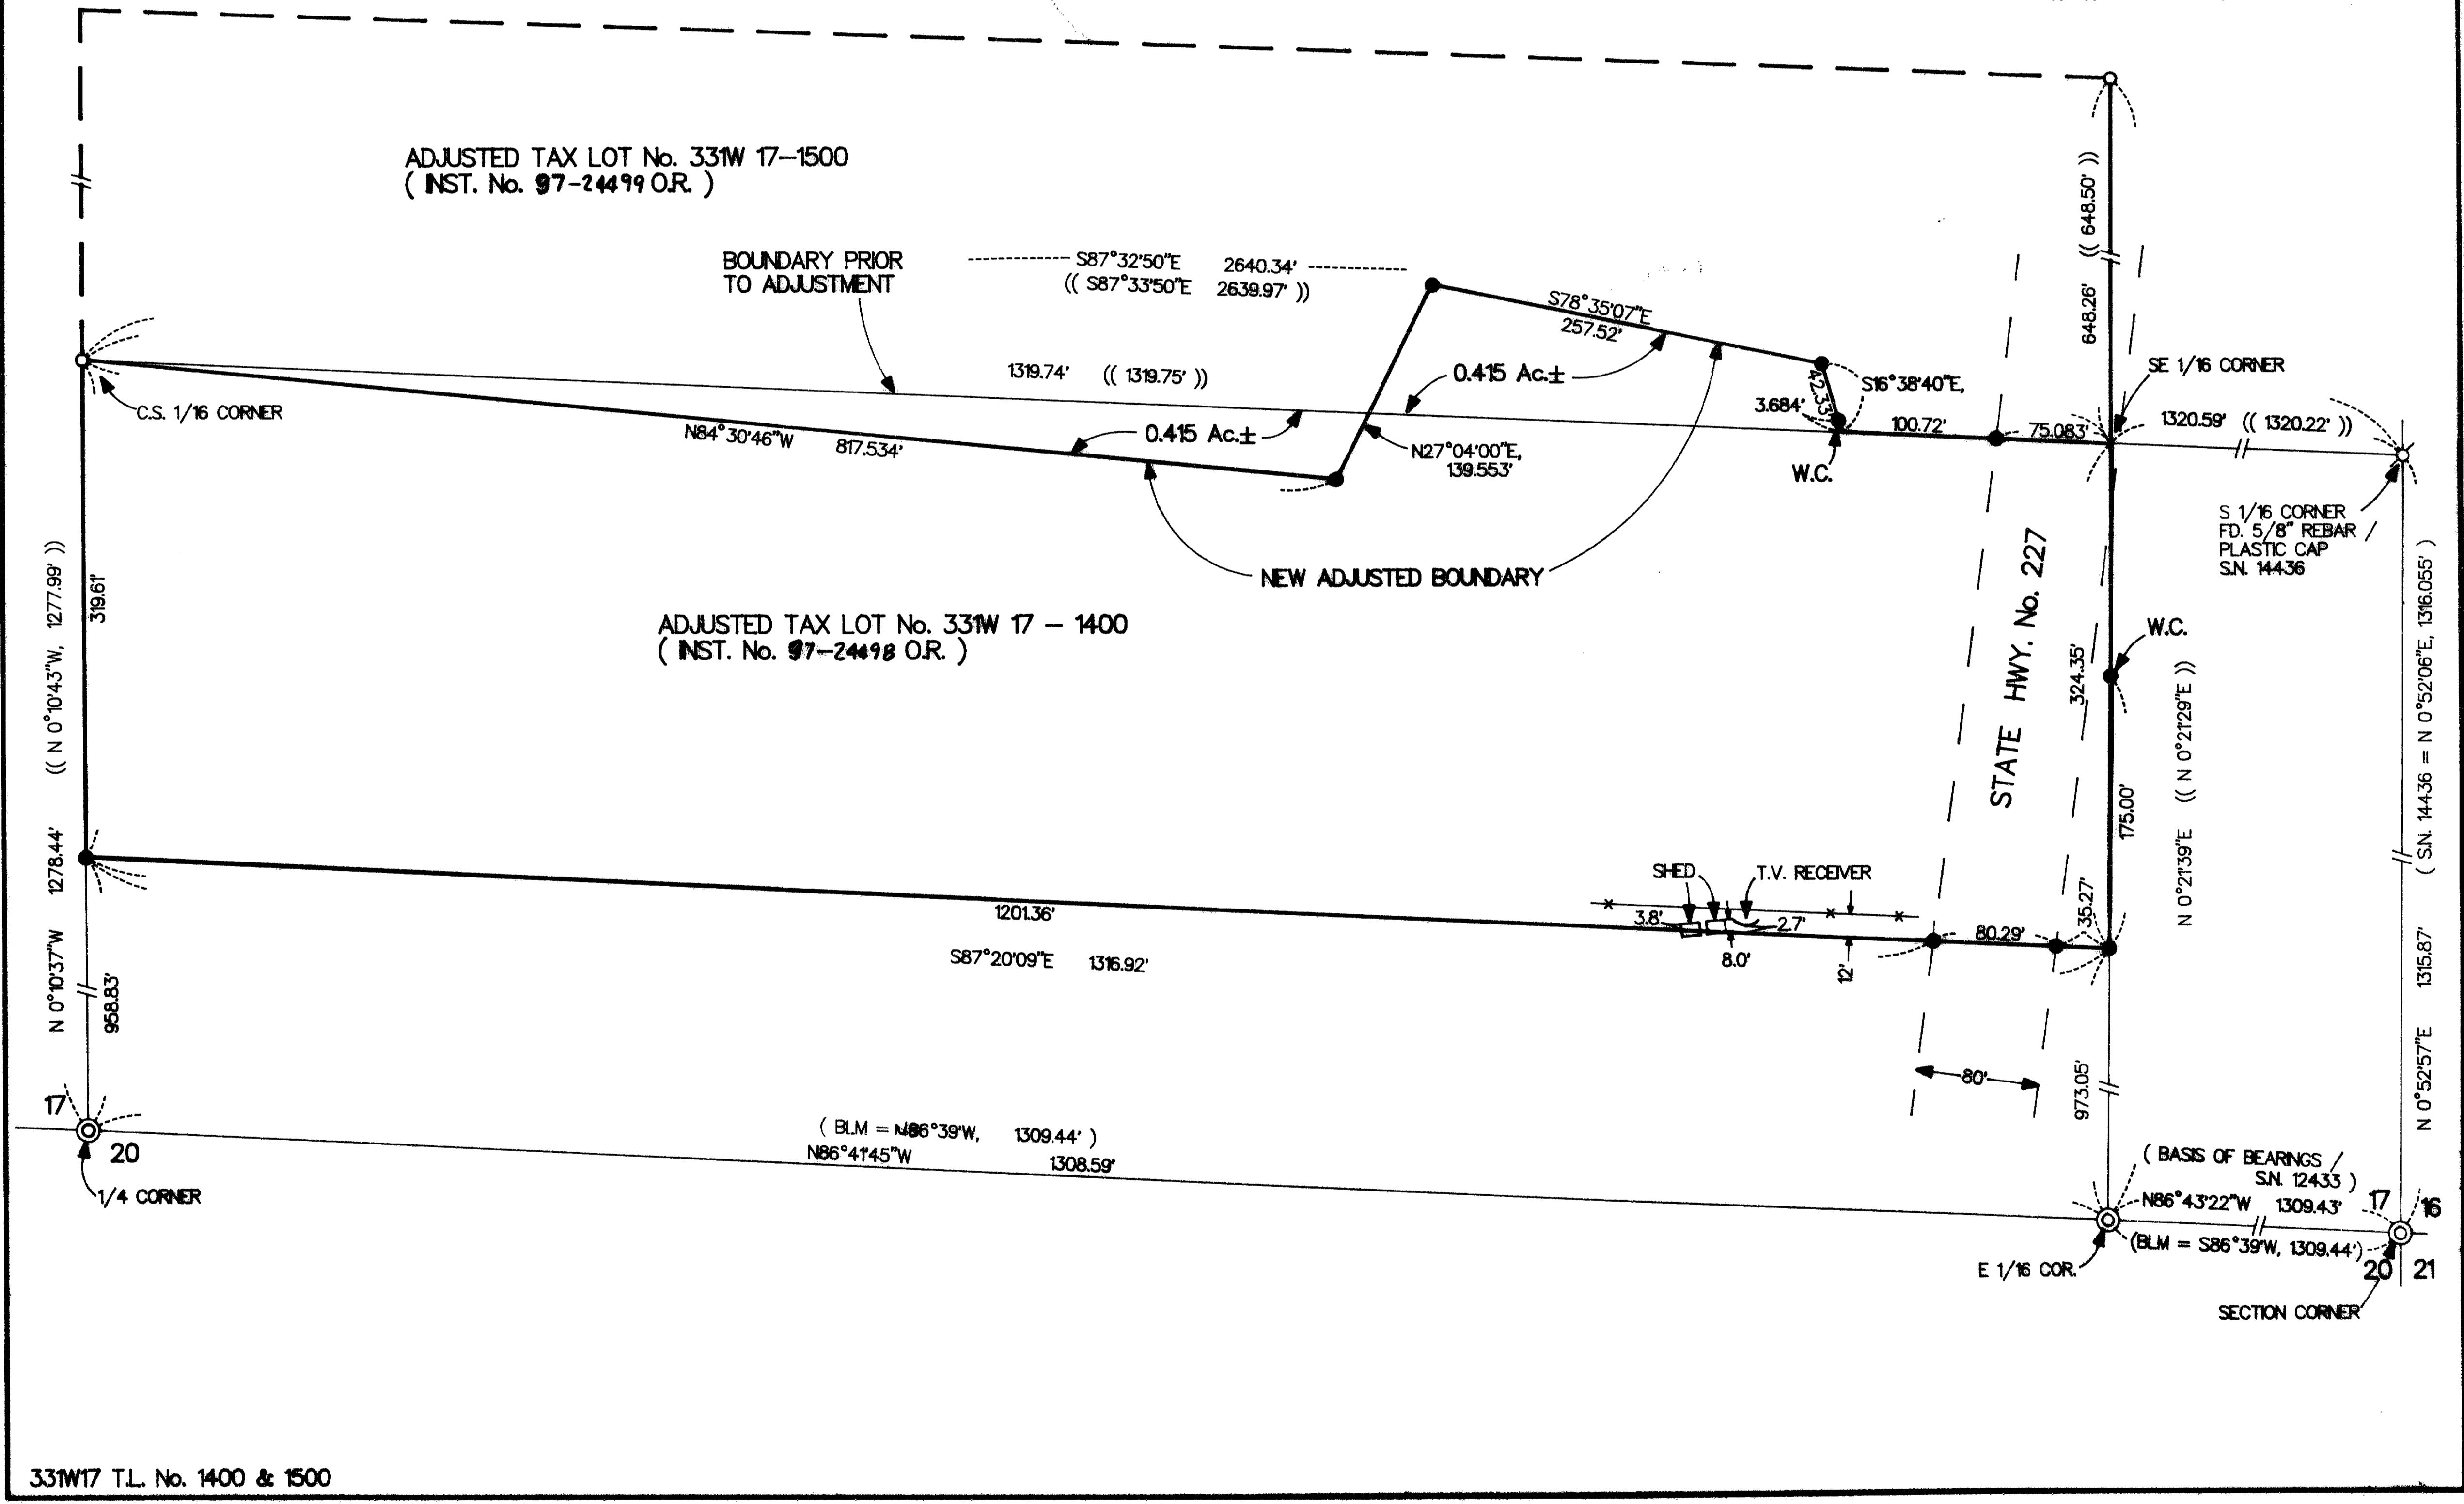 ADJUSTED TAX LOT No. 331W 17-1500
( INST. No. 97-24499 O.R. )
BOUNDARY PRIOR
TO ADJUSTMENT
S87°32'50"E 2640.34'
(( S87°33'50"E 2639.97' ))
(( 648.50' ))
648.26'
S78°35'07"E
257.52'
1319.74' (( 1319.75' ))
0.415 Ac.±
42.33'
S16°38'40"E,
3.684'
SE 1/16 CORNER
C.S. 1/16 CORNER
N84°30'46"W 817.534'
0.415 Ac.±
N27°04'00"E,
139.553'
100.72'
75.083'
1320.59' (( 1320.22' ))
W.C.
S 1/16 CORNER
FD. 5/8" REBAR /
PLASTIC CAP
S.N. 14436
NEW ADJUSTED BOUNDARY
STATE HWY. No. 227
(( N 0°10'43"W, 1277.99' ))
319.61'
ADJUSTED TAX LOT No. 331W 17 - 1400
( INST. No. 97-24498 O.R. )
W.C.
324.35'
175.00'
N 0°21'39"E (( N 0°21'29"E ))
( S.N. 14436 = N 0°52'06"E, 1316.055' )
N 0°52'57"E 1315.87'
N 0°10'37"W 1278.44'
958.83'
1201.36'
S87°20'09"E 1316.92'
SHED
T.V. RECEIVER
3.8'
2.7'
8.0'
12'
80.29'
35.27'
80'
973.05'
17
20
1/4 CORNER
( BLM = N86°39'W, 1309.44' )
N86°41'45"W 1308.59'
( BASIS OF BEARINGS /
S.N. 12433 )
N86°43'22"W 1309.43'
17
16
(BLM = S86°39'W, 1309.44')
E 1/16 COR.
20
21
SECTION CORNER
331W17 T.L. No. 1400 & 1500